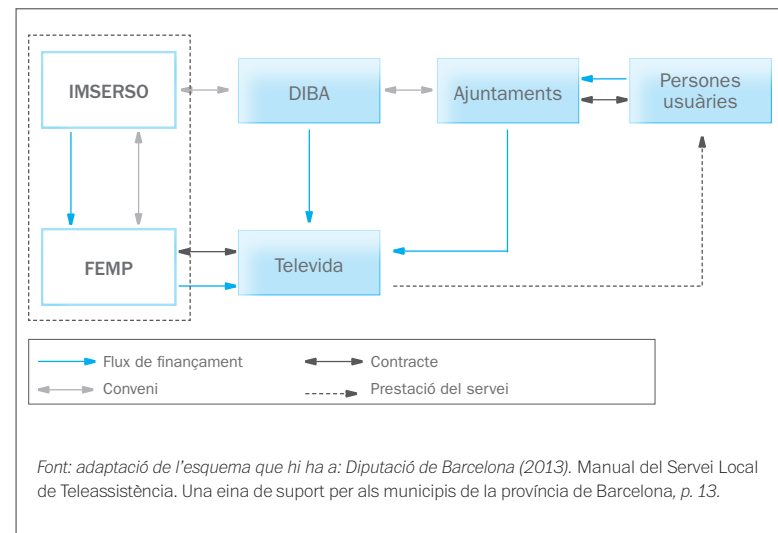 IMSERSO
DIBA
Ajuntaments
Persones
usuàries
FEMP
Televida
Flux de finançament
Contracte
Conveni
Prestació del servei
Font: adaptació de l'esquema que hi ha a: Diputació de Barcelona (2013). Manual del Servei Local
de Teleassistència. Una eina de suport per als municipis de la província de Barcelona, p. 13.